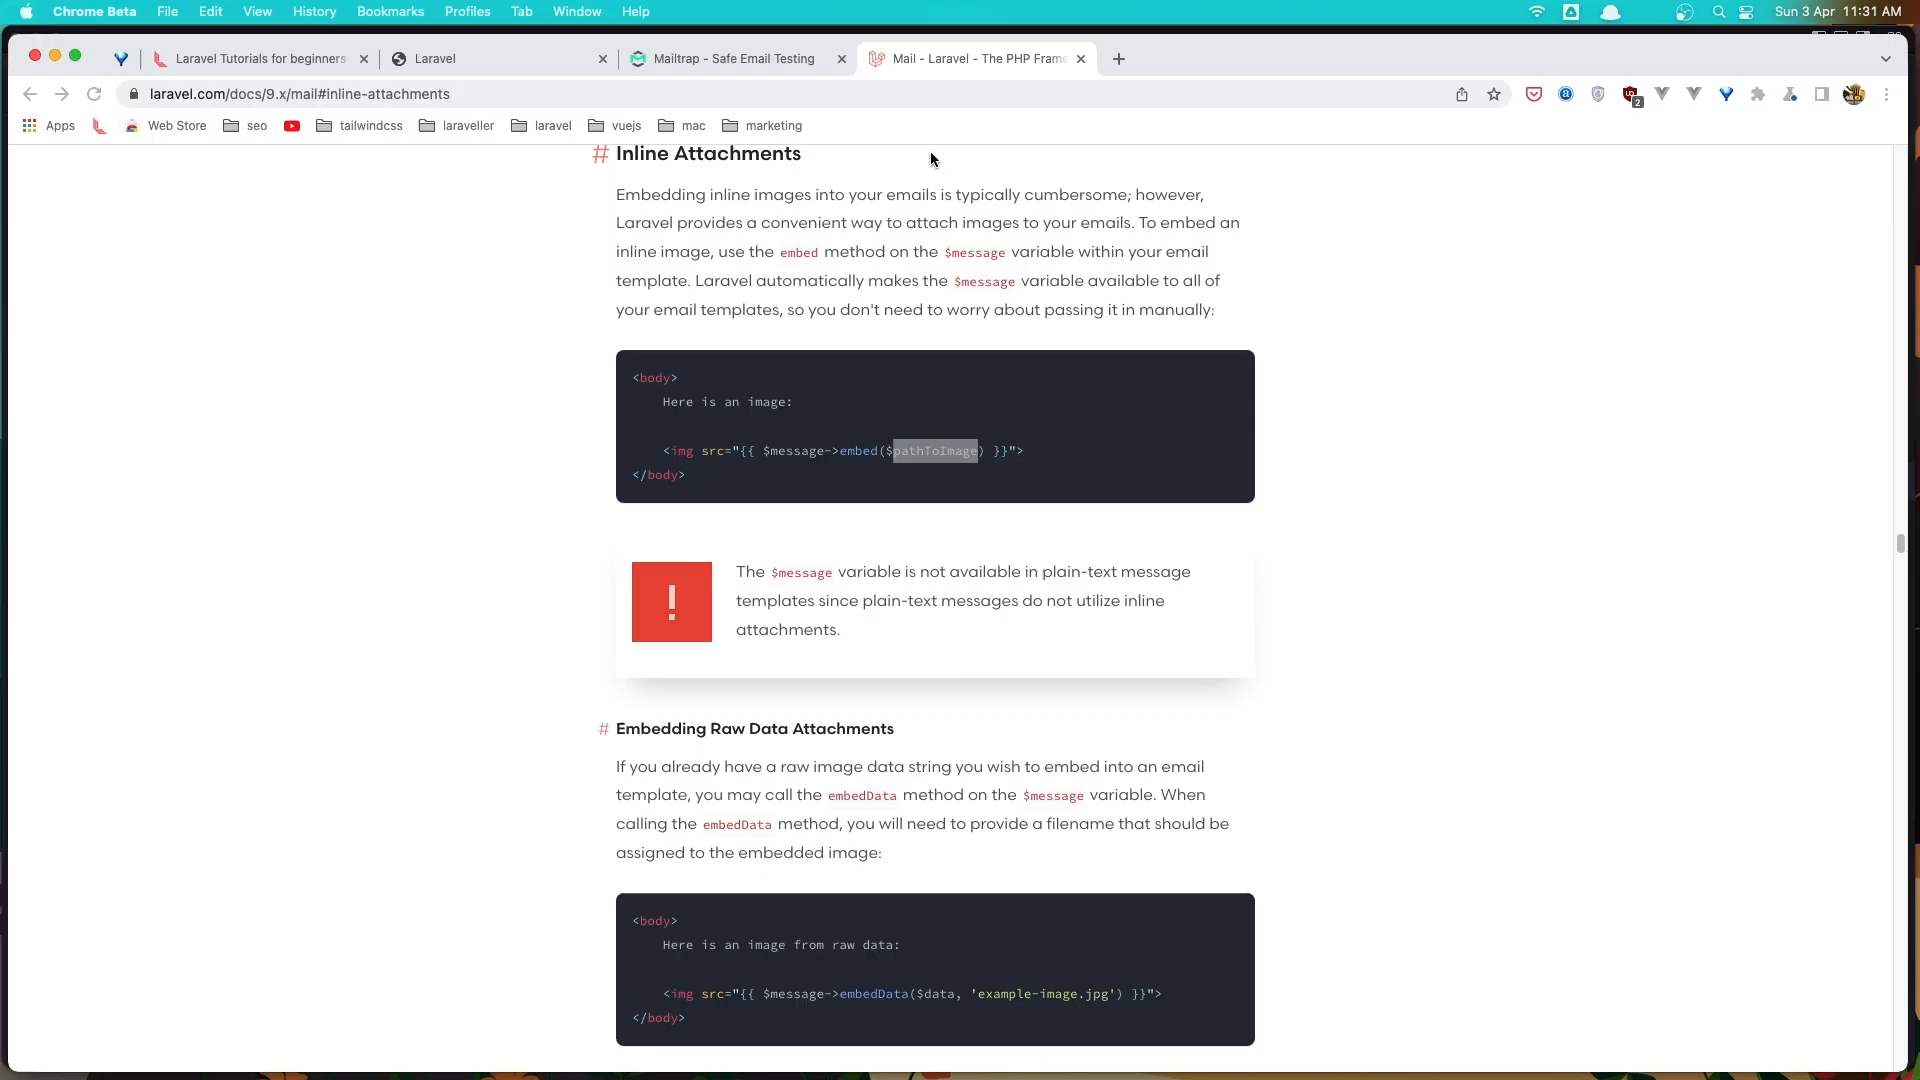 Chrome Beta File Edit View History Bookmarks Profiles Tab Window Help Sun 3 Apr 11:31 AM
Laravel Tutorials for beginners Laravel Mailtrap - Safe Email Testing Mail - Laravel - The PHP Frame
laravel.com/docs/9.x/mail#inline-attachments 2
Apps Web Store seo tailwindcss laraveller laravel vuejs mac marketing
# Inline Attachments
Embedding inline images into your emails is typically cumbersome; however,
Laravel provides a convenient way to attach images to your emails. To embed an
inline image, use the embed method on the $message variable within your email
template. Laravel automatically makes the $message variable available to all of
your email templates, so you don't need to worry about passing it in manually:
<body>
Here is an image:
<img src="{{ $message->embed($pathToImage) }}">
</body>
!
The $message variable is not available in plain-text message
templates since plain-text messages do not utilize inline
attachments.
# Embedding Raw Data Attachments
If you already have a raw image data string you wish to embed into an email
template, you may call the embedData method on the $message variable. When
calling the embedData method, you will need to provide a filename that should be
assigned to the embedded image:
<body>
Here is an image from raw data:
<img src="{{ $message->embedData($data, 'example-image.jpg') }}">
</body>